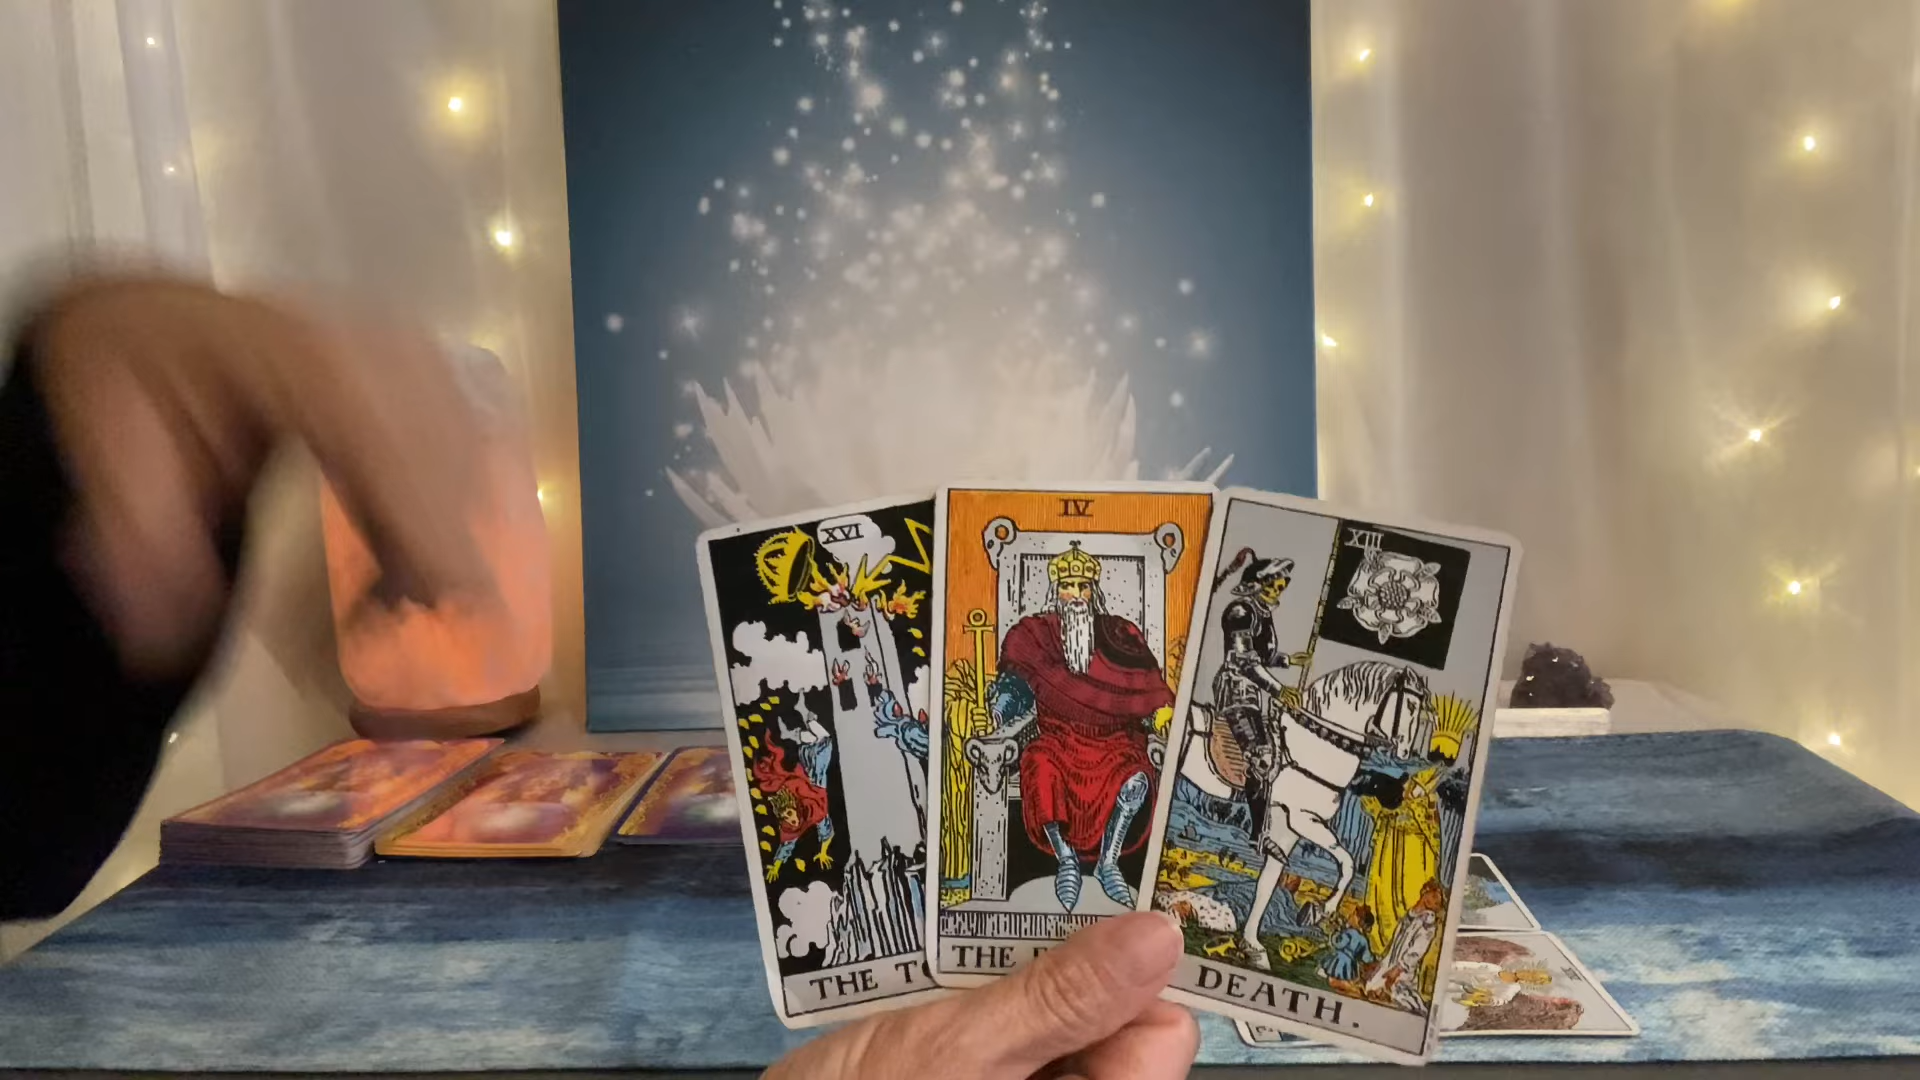 XVI
IV
XIII
THE
THE
DEATH.